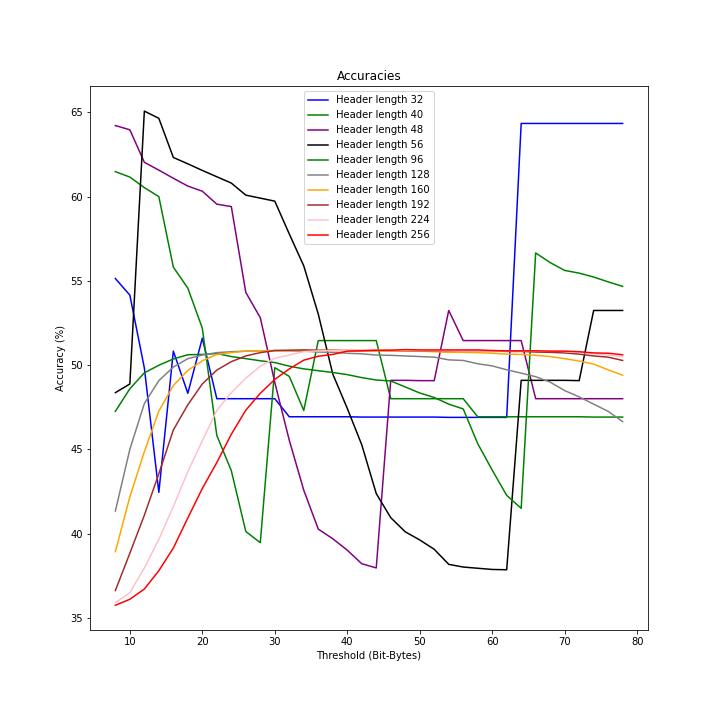 Accuracies
Header length 32
Header length 40
Header length 48
Header length 56
Header length 96
Header length 128
Header length 160
Header length 192
Header length 224
Header length 256
Accuracy (%)
65
60
55
50
45
40
35
10 20 30 40 50 60 70 80
Threshold (Bit-Bytes)